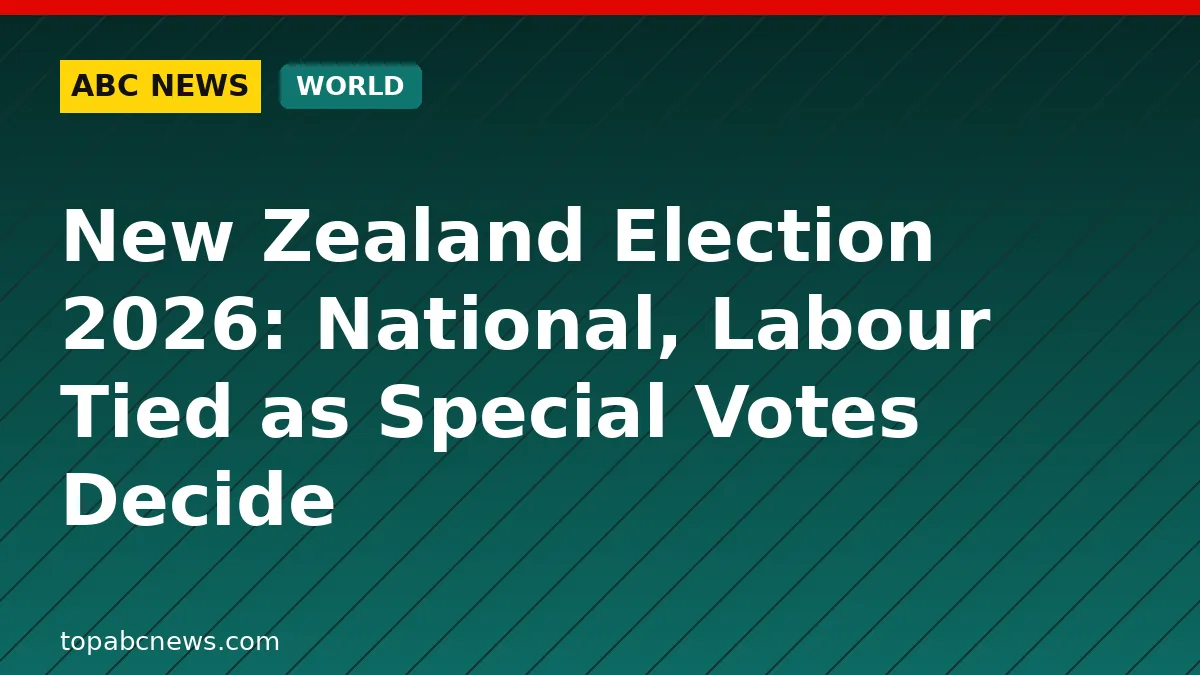 ABC NEWS
WORLD
New Zealand Election
2026: National, Labour
Tied as Special Votes
Decide
topabcnews.com